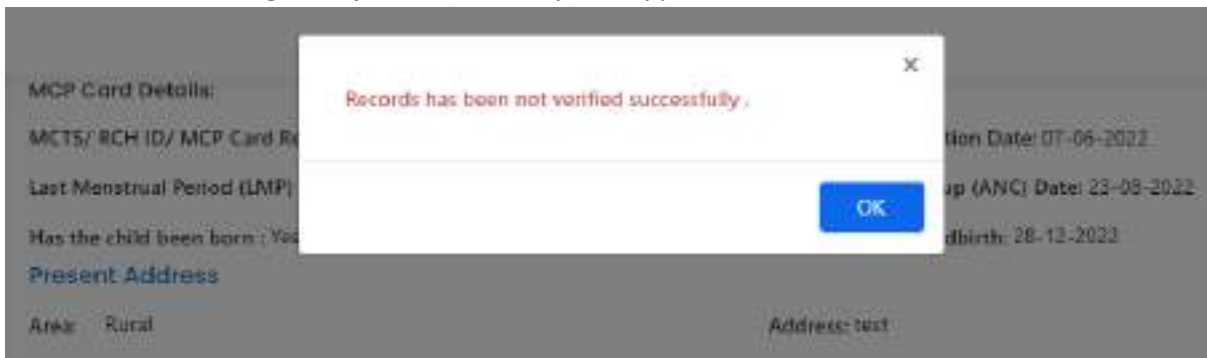 ×
Records has been not verified successfully .
OK
MCP Card Details:
MCTS/ RCH ID/ MCP Card Re
tion Date: 07-06-2022
Last Menstrual Period (LMP)
up (ANC) Date: 23-08-2022
Has the child been born : Yes
dbirth: 28-12-2022
Present Address
Area: Rural
Address: test